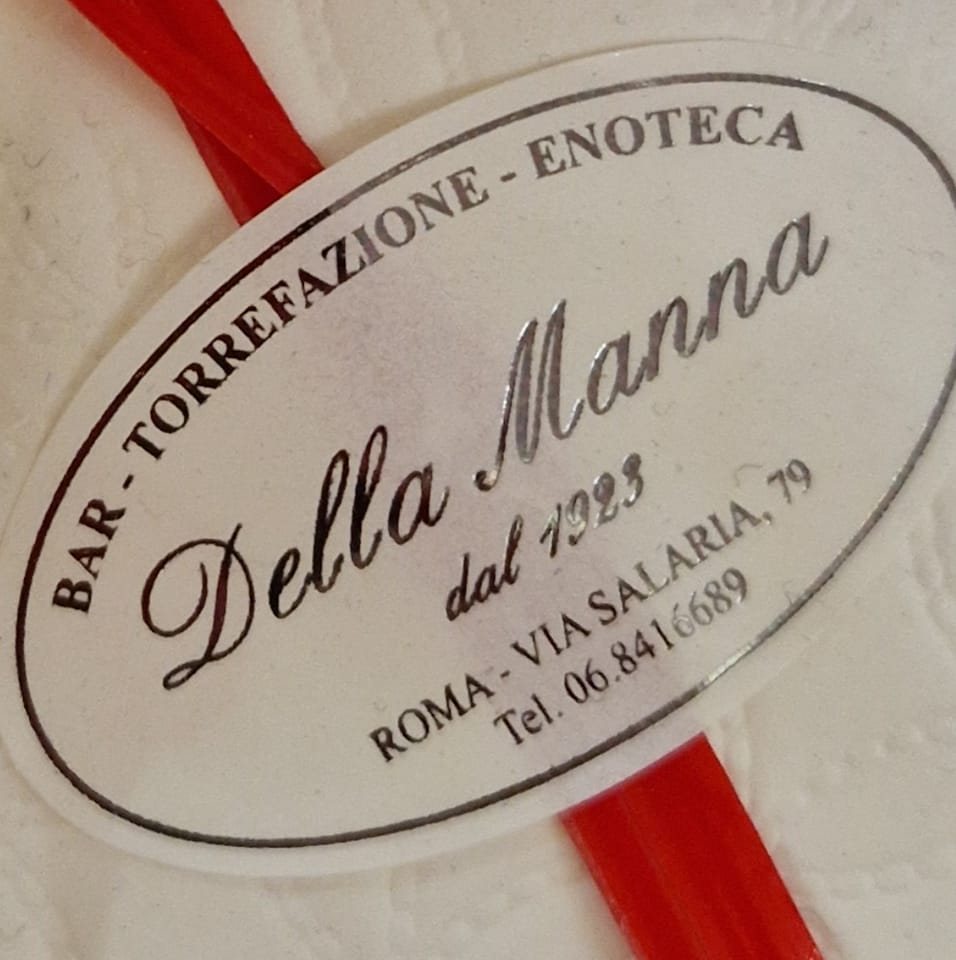 BAR - TORREFAZIONE - ENOTECA
Della Manna
dal 1923
ROMA - VIA SALARIA, 79
Tel. 06.8416689